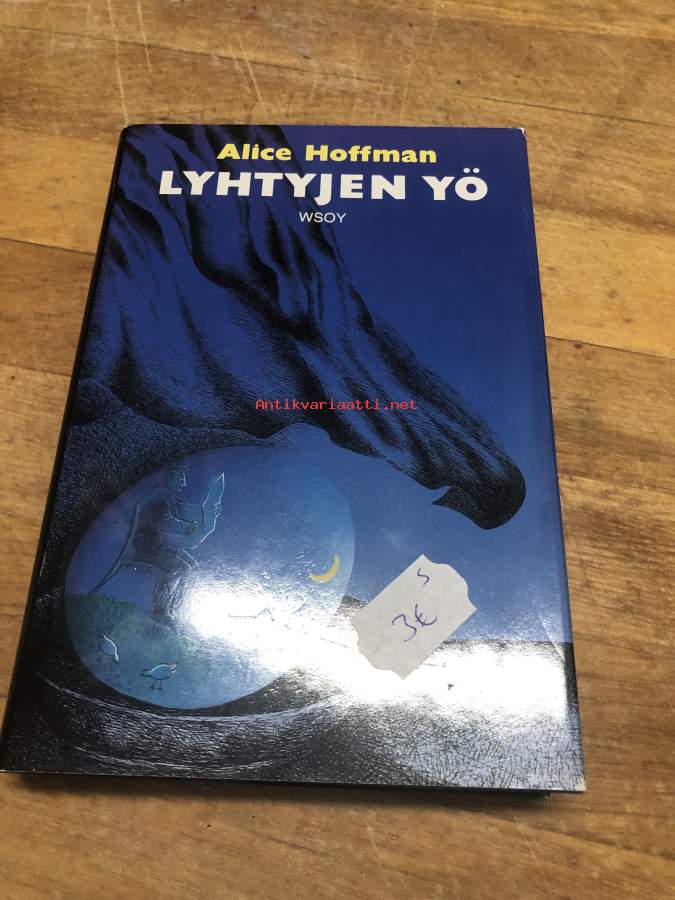 Alice Hoffman
LYHTYJEN YÖ
WSOY
Antikvariaatti.net
S
3€